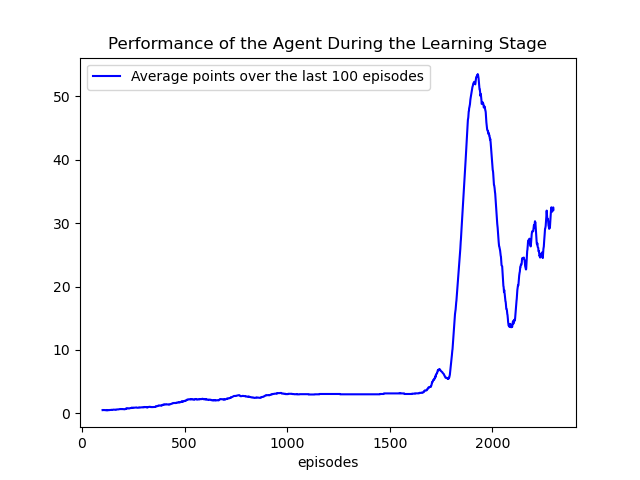 Performance of the Agent During the Learning Stage
Average points over the last 100 episodes
50
40
30
20
10
0
0 500 1000 1500 2000
episodes